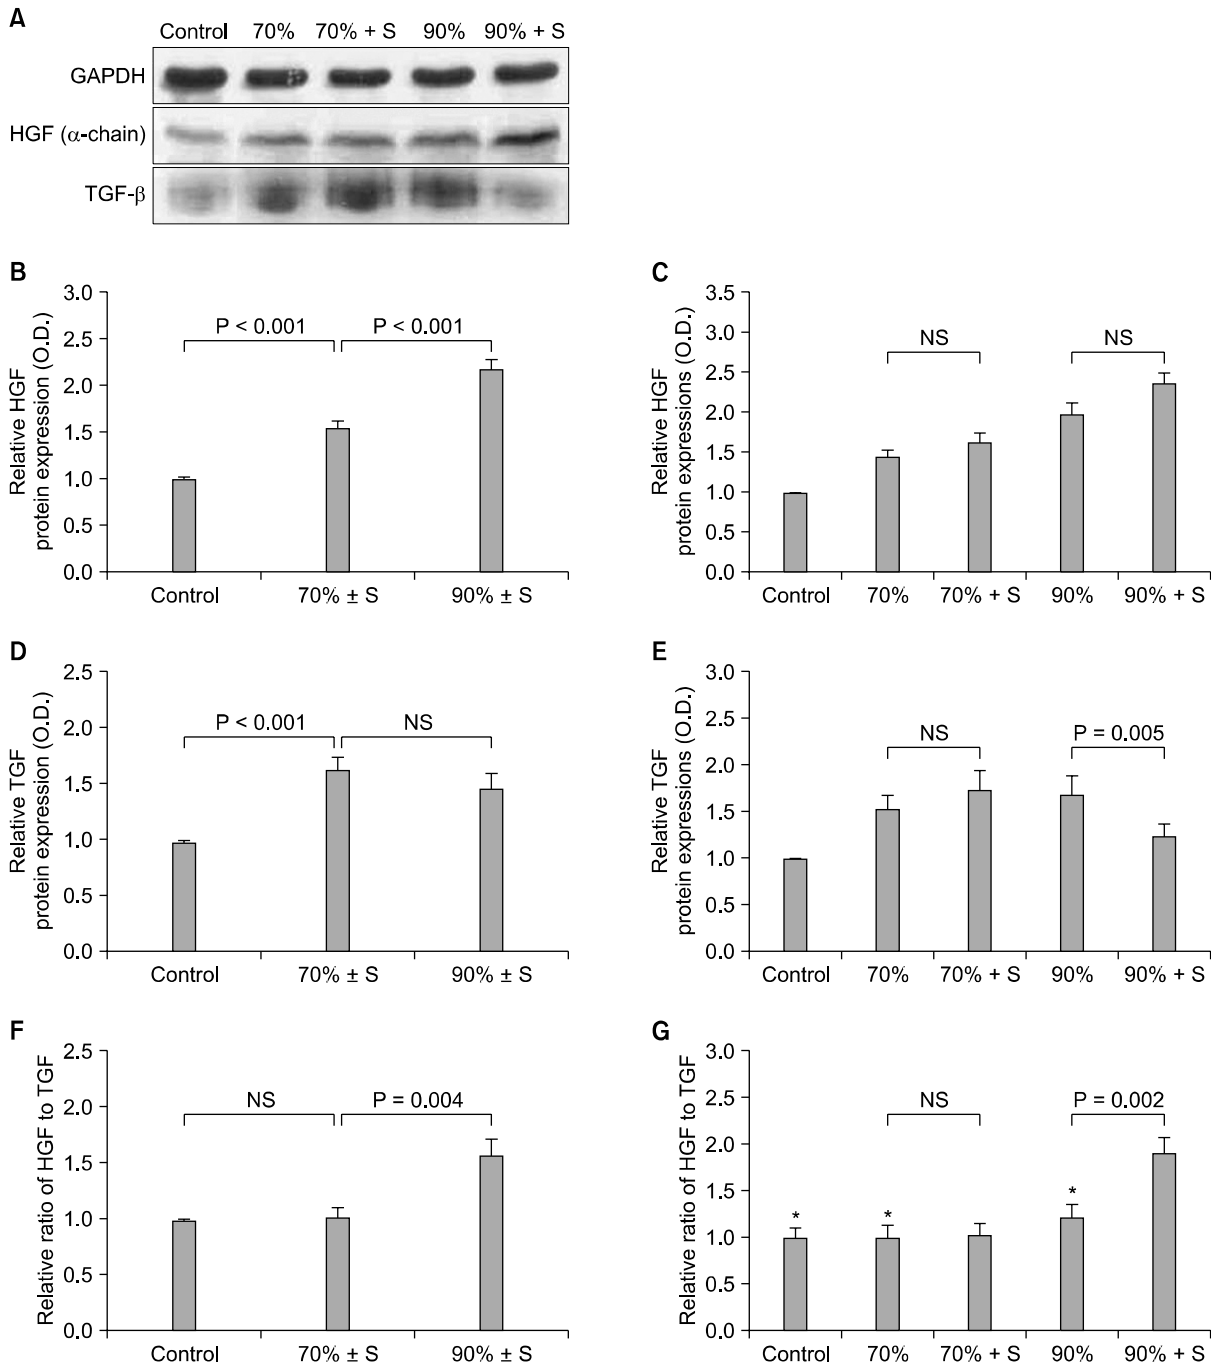 A
Control 70% 70% + S 90% 90% + S
GAPDH
HGF (α-chain)
TGF-β
B
Relative HGF
protein expression (O.D.)
3.0
2.5
2.0
1.5
1.0
0.5
0.0
P < 0.001 P < 0.001
Control 70% ± S 90% ± S
C
Relative HGF
protein expressions (O.D.)
3.5
3.0
2.5
2.0
1.5
1.0
0.5
0.0
NS NS
Control 70% 70% + S 90% 90% + S
D
Relative TGF
protein expression (O.D.)
2.5
2.0
1.5
1.0
0.5
0.0
P < 0.001 NS
Control 70% ± S 90% ± S
E
Relative TGF
protein expressions (O.D.)
3.0
2.5
2.0
1.5
1.0
0.5
0.0
NS P = 0.005
Control 70% 70% + S 90% 90% + S
F
Relative ratio of HGF to TGF
2.5
2.0
1.5
1.0
0.5
0.0
NS P = 0.004
Control 70% ± S 90% ± S
G
Relative ratio of HGF to TGF
3.0
2.5
2.0
1.5
1.0
0.5
0.0
NS P = 0.002
* * *
Control 70% 70% + S 90% 90% + S